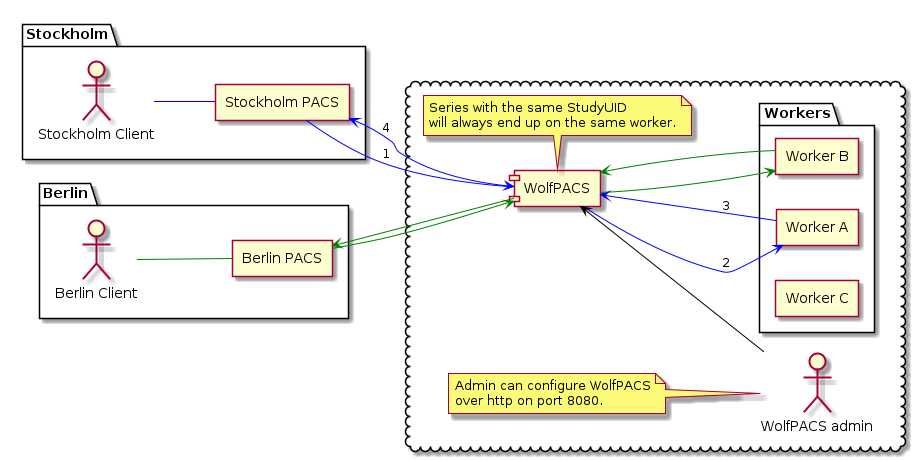 Stockholm
Stockholm Client
Stockholm PACS
4
1
Berlin
Berlin Client
Berlin PACS
Series with the same StudyUID
will always end up on the same worker.
WolfPACS
Workers
Worker B
3
Worker A
2
Worker C
Admin can configure WolfPACS
over http on port 8080.
WolfPACS admin